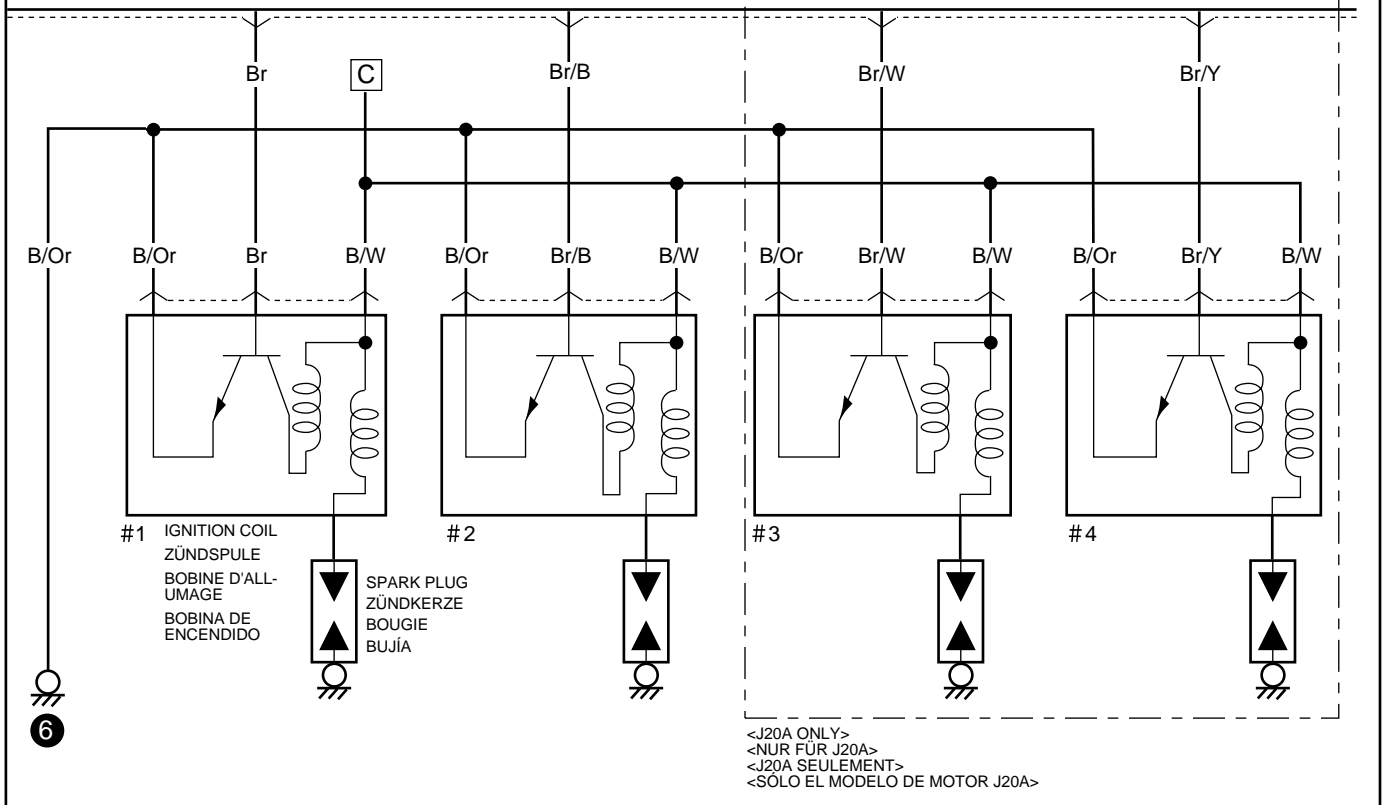 Br
C
Br/B
Br/W
Br/Y
B/Or B/Or Br B/W B/Or Br/B B/W B/Or Br/W B/W B/Or Br/Y B/W
#1 IGNITION COIL
ZÜNDSPULE
BOBINE D'ALL-
UMAGE
BOBINA DE
ENCENDIDO
SPARK PLUG
ZÜNDKERZE
BOUGIE
BUJÍA
#2
#3
#4
6
<J20A ONLY>
<NUR FÜR J20A>
<J20A SEULEMENT>
<SÓLO EL MODELO DE MOTOR J20A>